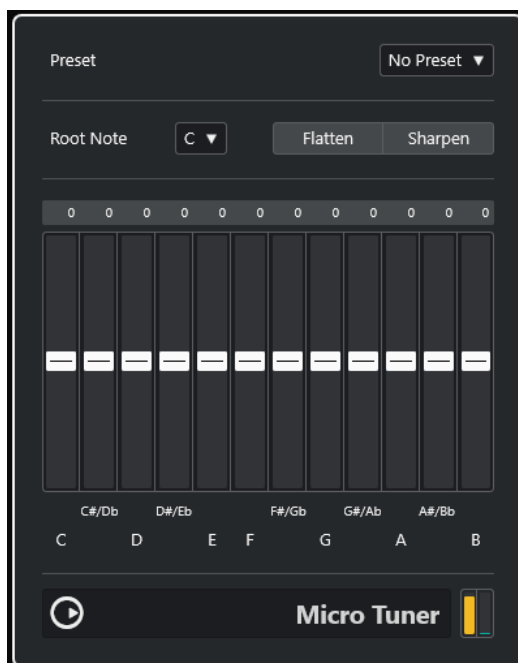 Preset No Preset
Root Note C Flatten Sharpen
0 0 0 0 0 0 0 0 0 0 0 0
C#/Db D#/Eb F#/Gb G#/Ab A#/Bb
C D E F G A B
Micro Tuner